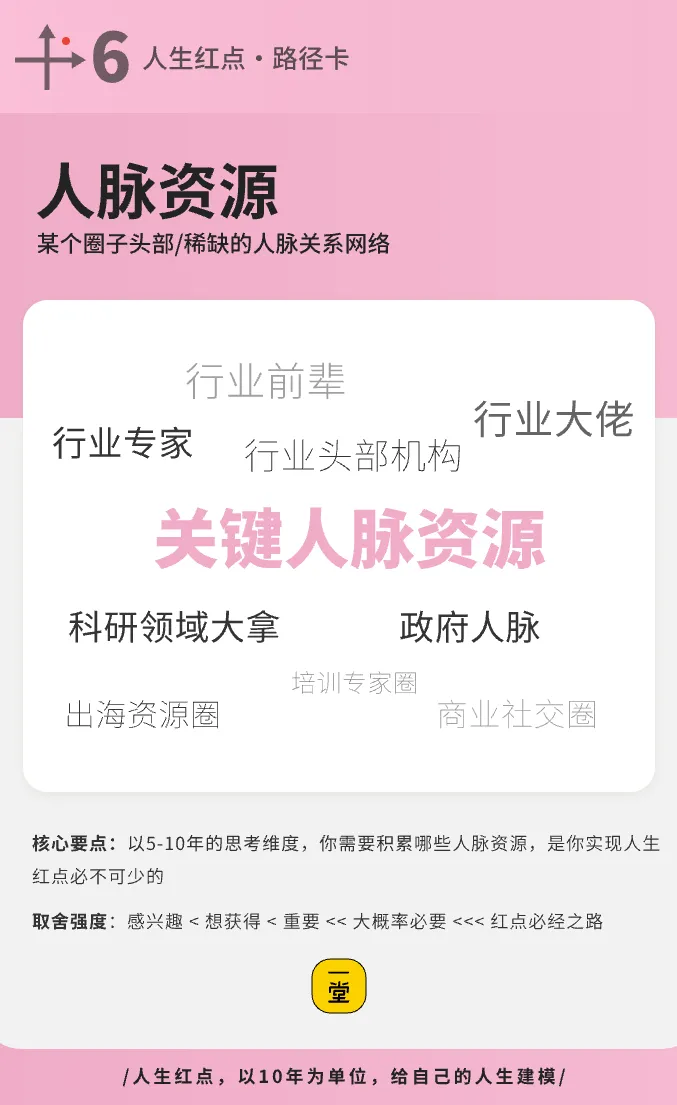 6 人生红点·路径卡
人脉资源
某个圈子头部/稀缺的人脉关系网络
行业前辈
行业大佬
行业专家
行业头部机构
关键人脉资源
科研领域大拿
政府人脉
培训专家圈
出海资源圈
商业社交圈
核心要点：以5-10年的思考维度，你需要积累哪些人脉资源，是你实现人生
红点必不可少的
取舍强度：感兴趣 < 想获得 < 重要 << 大概率必要 <<< 红点必经之路
一堂
/人生红点，以10年为单位，给自己的人生建模/